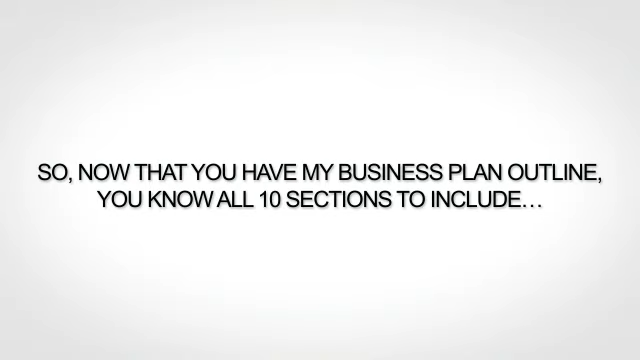 SO, NOW THAT YOU HAVE MY BUSINESS PLAN OUTLINE,
YOU KNOW ALL 10 SECTIONS TO INCLUDE…